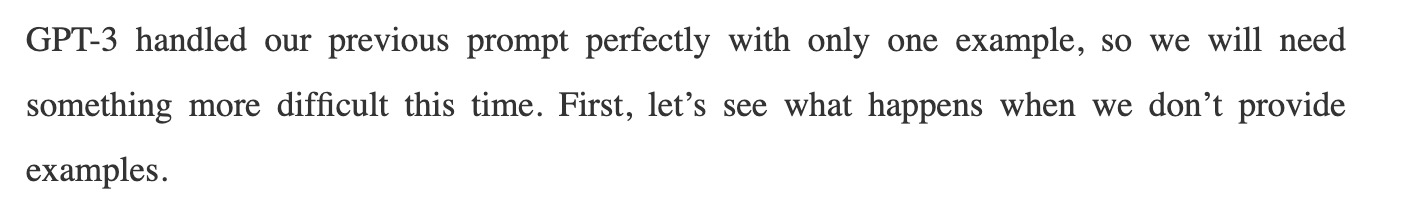 GPT-3 handled our previous prompt perfectly with only one example, so we will need
something more difficult this time. First, let’s see what happens when we don’t provide
examples.